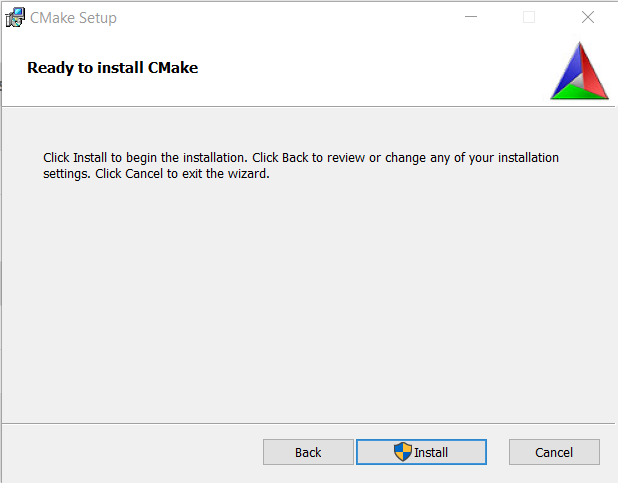 CMake Setup
Ready to install CMake
Click Install to begin the installation. Click Back to review or change any of your installation
settings. Click Cancel to exit the wizard.
Back
Install
Cancel